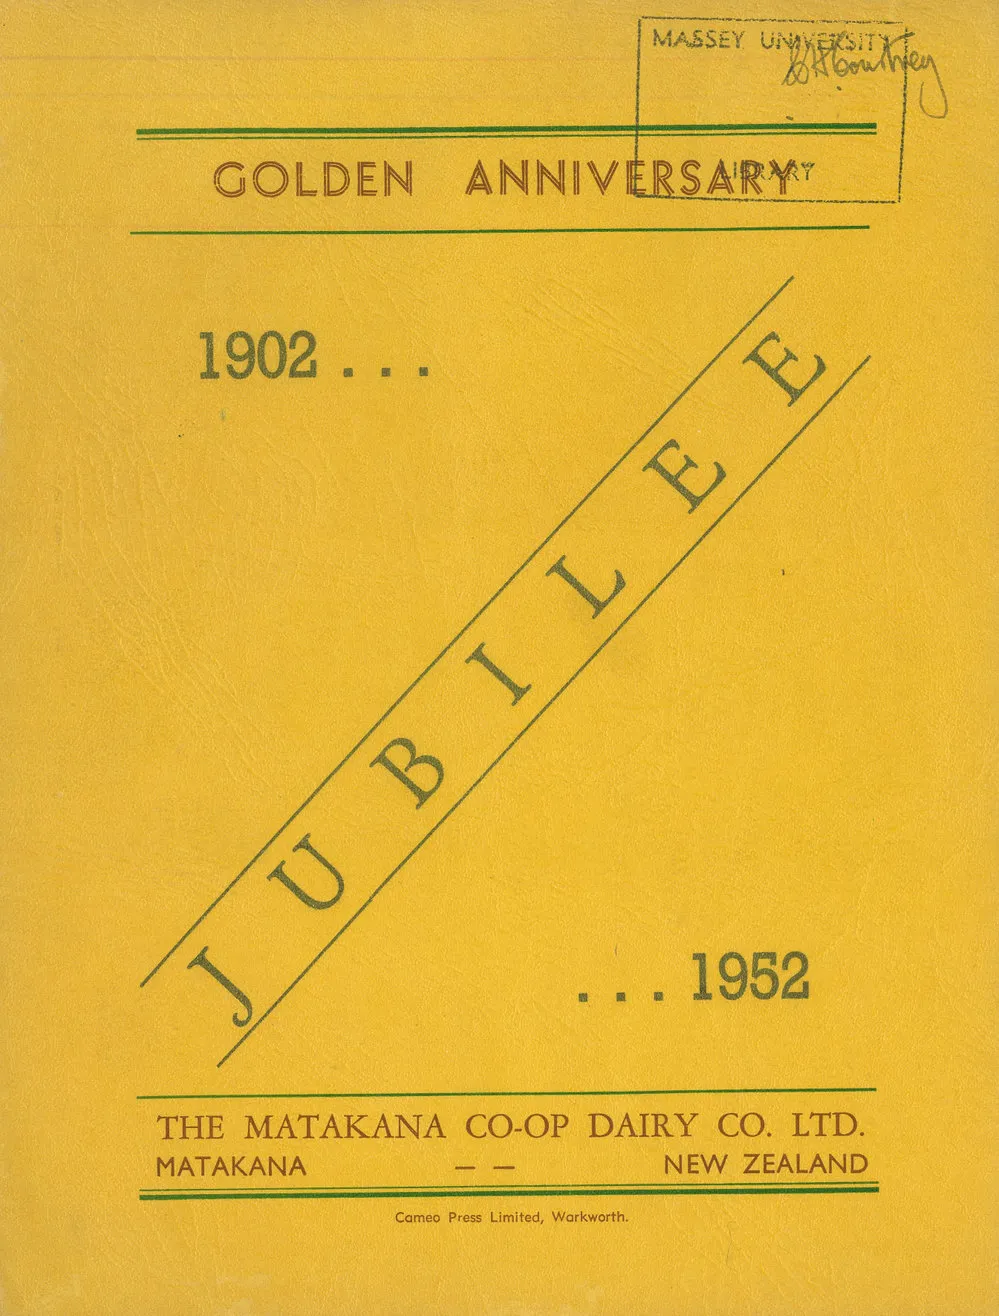 MASSEY UNIVERSITY
LIBRARY
GOLDEN ANNIVERSARY
1902 . . .
JUBILEE
. . . 1952
THE MATAKANA CO-OP DAIRY CO. LTD.
MATAKANA — — NEW ZEALAND
Cameo Press Limited, Warkworth.